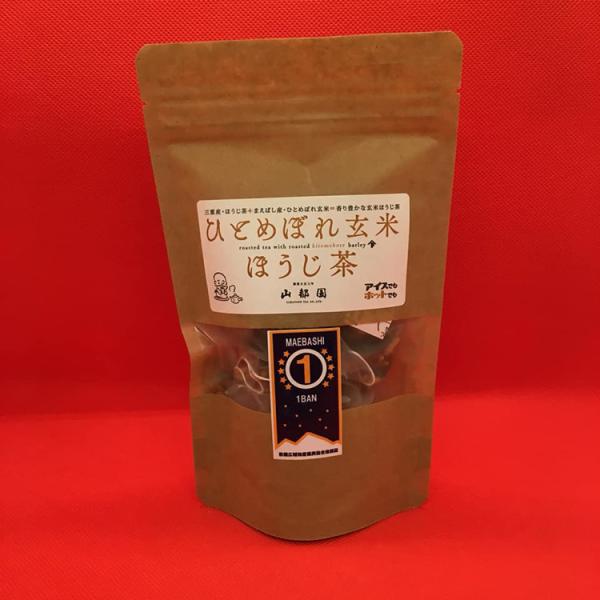 三重産・ほうじ茶＋まえばし産・ひとめぼれ玄米＝香り豊かな玄米ほうじ茶
ひとめぼれ玄米
roasted tea with roasted hitomebore barley
ほうじ茶
山都園
アイスでも
ホットでも
MAEBASHI
1
1BAN